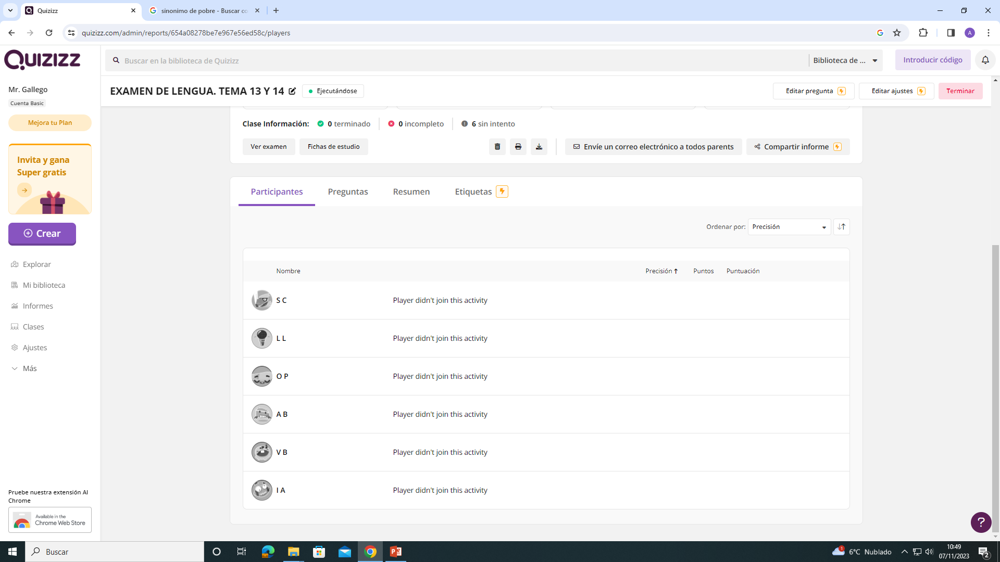 Quizizz
sinonimo de pobre - Buscar co
quizizz.com/admin/reports/654a08278be7e967e56ed58c/players
A
QUIZIZZ
Buscar en la biblioteca de Quizizz
Biblioteca de ...
Introducir código
Mr. Gallego
Cuenta Basic
Mejora tu Plan
EXAMEN DE LENGUA. TEMA 13 Y 14
Ejecutándose
Editar pregunta
Editar ajustes
Terminar
Clase Información:
0 terminado
0 incompleto
6 sin intento
Ver examen
Fichas de estudio
Envíe un correo electrónico a todos parents
Compartir informe
Invita y gana
Super gratis
Crear
Explorar
Mi biblioteca
Informes
Clases
Ajustes
Más
Participantes
Preguntas
Resumen
Etiquetas
Ordenar por:
Precisión
Nombre
Precisión
Puntos
Puntuación
S C
Player didn't join this activity
L L
Player didn't join this activity
O P
Player didn't join this activity
A B
Player didn't join this activity
V B
Player didn't join this activity
I A
Player didn't join this activity
Pruebe nuestra extensión AI
Chrome
Available in the
Chrome Web Store
?
Buscar
1
6°C Nublado
10:49
07/11/2023
2